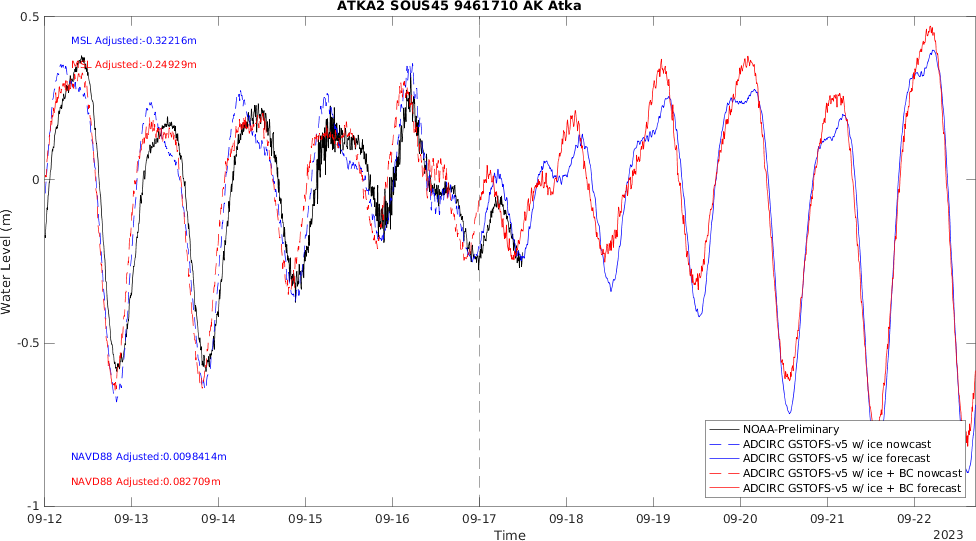 ATKA2 SOUS45 9461710 AK Atka
MSL Adjusted:-0.32216m
MSL Adjusted:-0.24929m
0.5
0
-0.5
-1
Water Level (m)
NAVD88 Adjusted:0.0098414m
NAVD88 Adjusted:0.082709m
NOAA-Preliminary
ADCIRC GSTOFS-v5 w/ ice nowcast
ADCIRC GSTOFS-v5 w/ ice forecast
ADCIRC GSTOFS-v5 w/ ice + BC nowcast
ADCIRC GSTOFS-v5 w/ ice + BC forecast
09-12 09-13 09-14 09-15 09-16 09-17 09-18 09-19 09-20 09-21 09-22
Time
2023